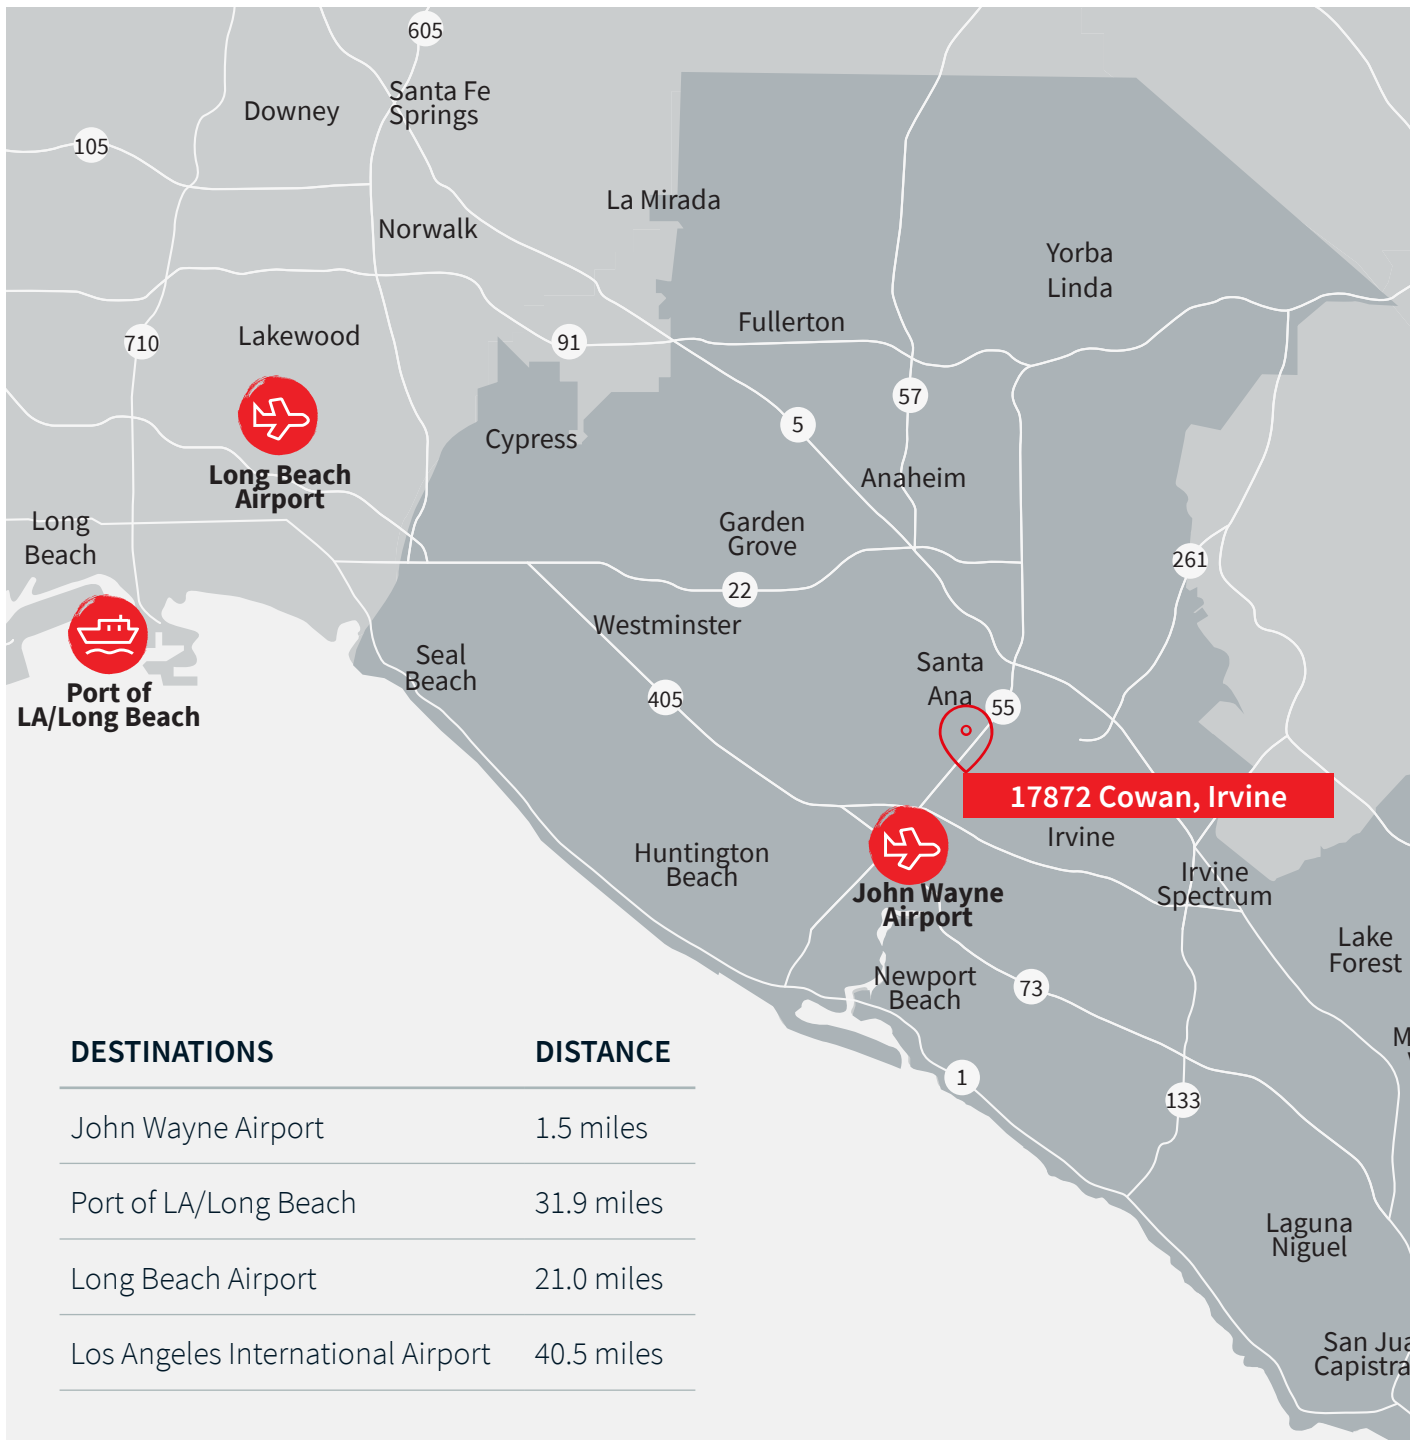 605
Santa Fe
Springs
Downey
105
La Mirada
Norwalk
Yorba
Linda
Fullerton
710
Lakewood
91
57
5
Cypress
Long Beach
Airport
Anaheim
Long
Beach
Garden
Grove
261
22
Westminster
Seal
Beach
Santa
Ana
Port of
LA/Long Beach
405
55
17872 Cowan, Irvine
Irvine
Huntington
Beach
Irvine
Spectrum
John Wayne
Airport
Lake
Forest
Newport
Beach
73
M
V
1
133
Laguna
Niguel
San Jua
Capistra
DESTINATIONS DISTANCE
John Wayne Airport 1.5 miles
Port of LA/Long Beach 31.9 miles
Long Beach Airport 21.0 miles
Los Angeles International Airport 40.5 miles